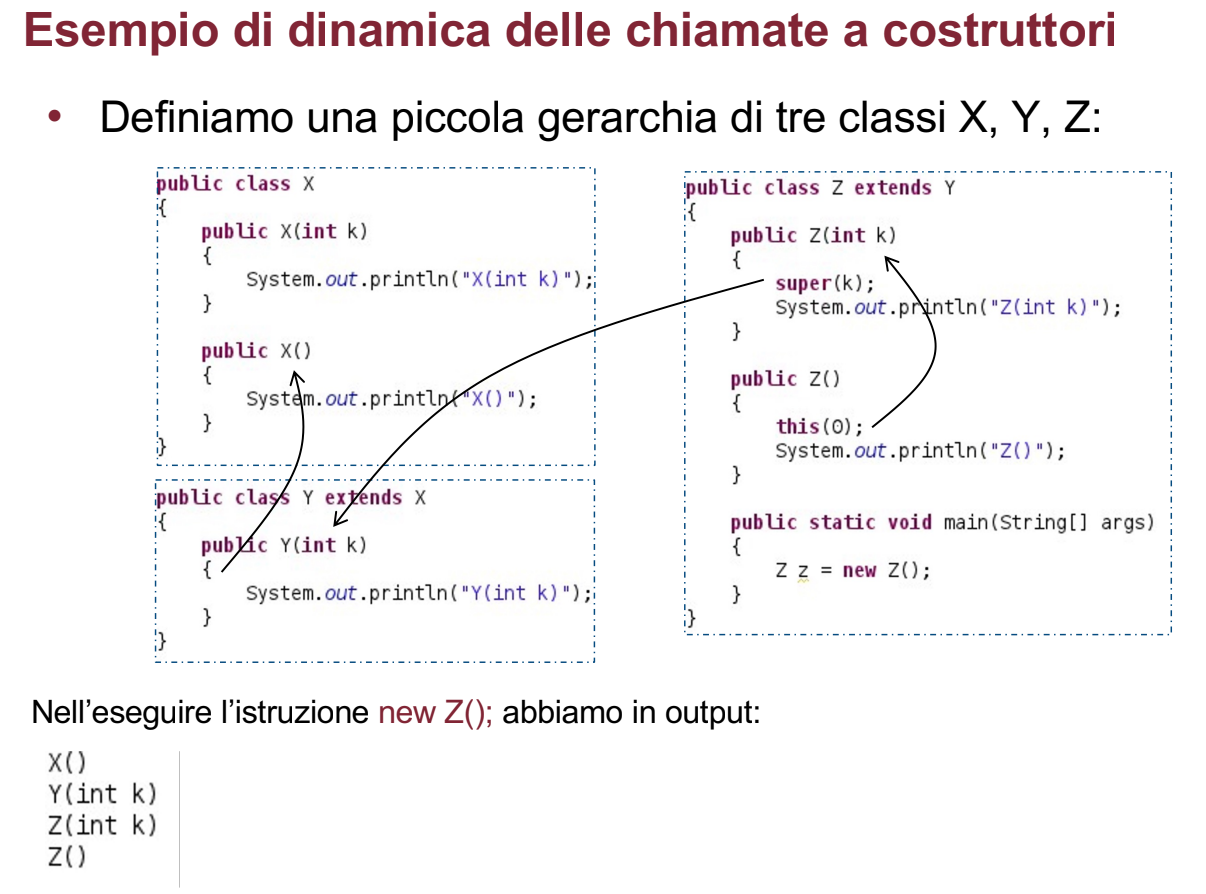 Esempio di dinamica delle chiamate a costruttori
• Definiamo una piccola gerarchia di tre classi X, Y, Z:
public class X
{
public X(int k)
{
System.out.println("X(int k)");
}
public X()
{
System.out.println("X()");
}
}
public class Y extends X
{
public Y(int k)
{
System.out.println("Y(int k)");
}
}
public class Z extends Y
{
public Z(int k)
{
super(k);
System.out.println("Z(int k)");
}
public Z()
{
this(0);
System.out.println("Z()");
}
public static void main(String[] args)
{
Z z = new Z();
}
}
Nell’eseguire l’istruzione new Z(); abbiamo in output:
X()
Y(int k)
Z(int k)
Z()